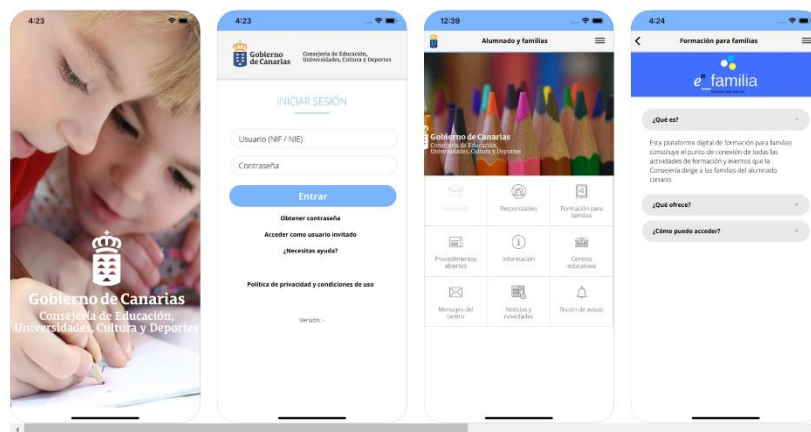 4:23
Gobierno de Canarias
Consejería de Educación,
Universidades, Cultura y Deportes
4:23
Gobierno
de Canarias
Consejería de Educación,
Universidades, Cultura y Deportes
INICIAR SESIÓN
Usuario (NIF / NIE)
Contraseña
Entrar
Obtener contraseña
Acceder como usuario invitado
¿Necesitas ayuda?
Política de privacidad y condiciones de uso
Versión: -
12:39
Alumnado y familias
Gobierno de Canarias
Consejería de Educación,
Universidades, Cultura y Deportes
Responsables
Formación para
familias
Procedimientos
abiertos
Información
Centros
educativos
Mensajes del
centro
Noticias y
novedades
Buzón de avisos
4:24
Formación para familias
e_familia
¿Qué es?
Esta plataforma digital de formación para familias
constituye el punto de conexión de todas las
actividades de formación y eventos que la
Consejería dirige a las familias del alumnado
canario.
¿Qué ofrece?
¿Cómo puedo acceder?